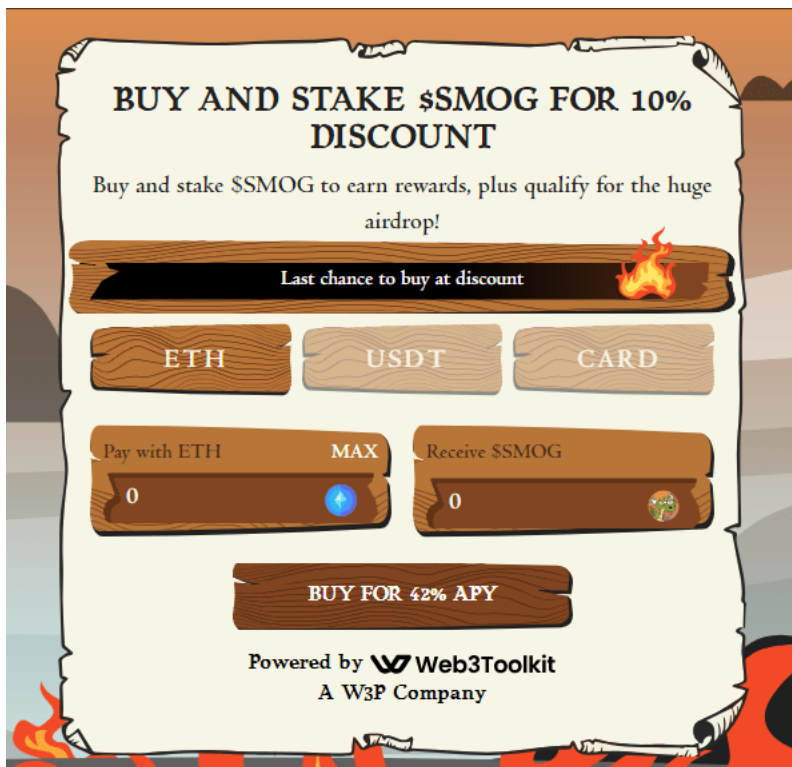 BUY AND STAKE $SMOG FOR 10%
DISCOUNT
Buy and stake $SMOG to earn rewards, plus qualify for the huge
airdrop!
Last chance to buy at discount
ETH USDT CARD
Pay with ETH MAX Receive $SMOG
0 0
BUY FOR 42% APY
Powered by Web3Toolkit
A W3P Company